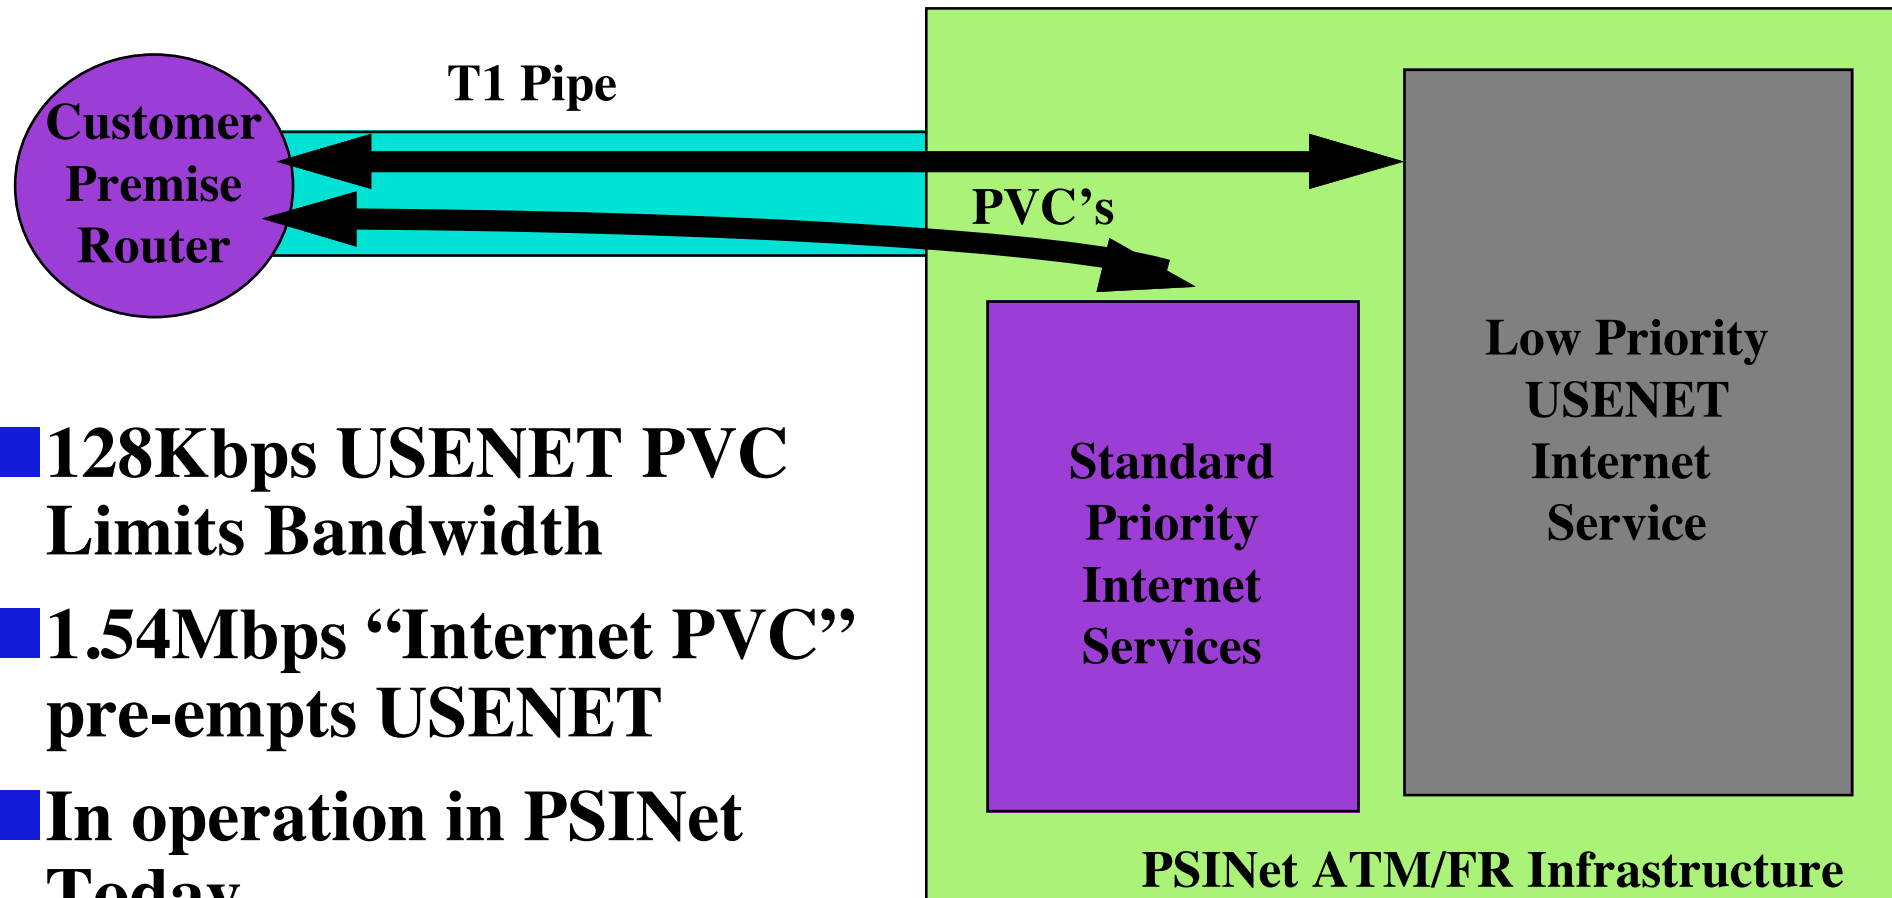 T1 Pipe
Customer
Premise
Router
PVC’s
Low Priority
USENET
Internet
Service
Standard
Priority
Internet
Services
128Kbps USENET PVC
Limits Bandwidth
1.54Mbps “Internet PVC”
pre-empts USENET
In operation in PSINet
Today
PSINet ATM/FR Infrastructure